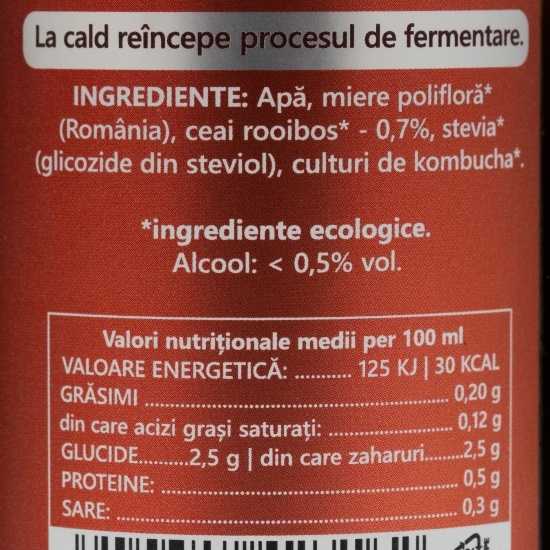 La cald reîncepe procesul de fermentare.
INGREDIENTE: Apă, miere polifloră*
(România), ceai rooibos* - 0,7%, stevia*
(glicozide din steviol), culturi de kombucha*.
*ingrediente ecologice.
Alcool: < 0,5% vol.
Valori nutriționale medii per 100 ml
VALOARE ENERGETICĂ: ........... 125 KJ | 30 KCAL
GRĂSIMI ........................................................ 0,20 g
din care acizi grași saturați: ........................ 0,12 g
GLUCIDE.........2,5 g | din care zaharuri.......2,5 g
PROTEINE: ..................................................... 0,5 g
SARE: ............................................................. 0,3 g